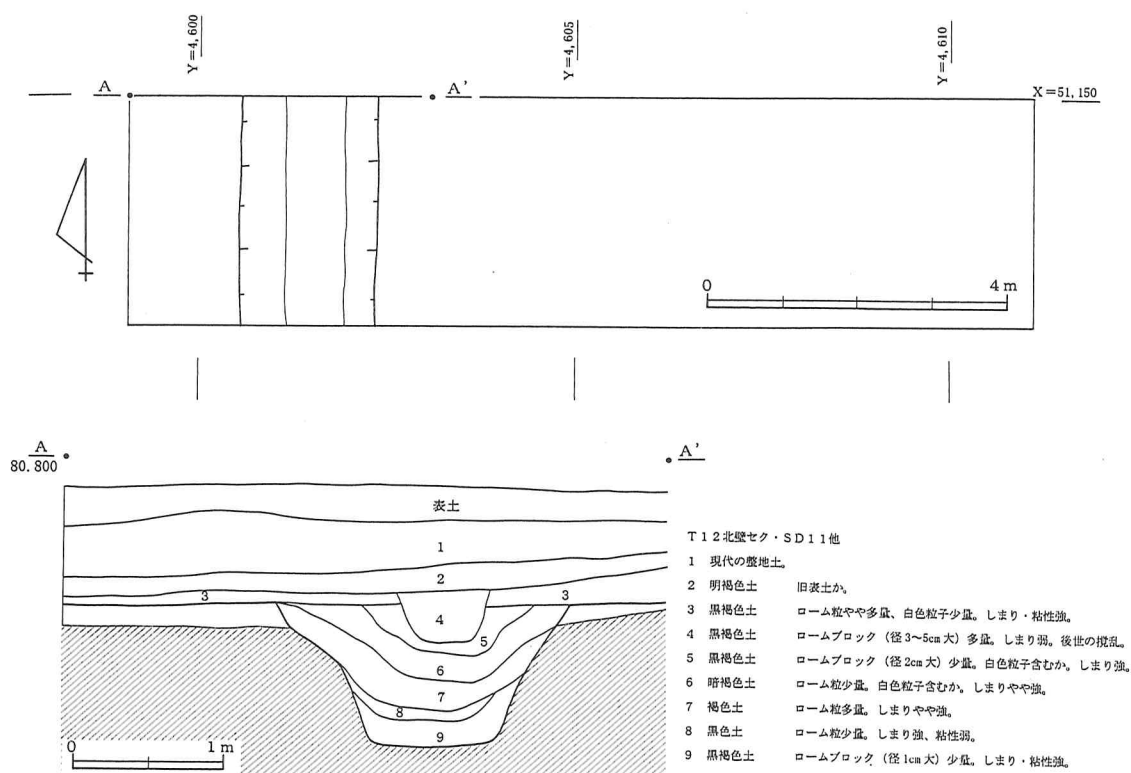 Y=4,600
Y=4,605
Y=4,610
A
A'
X=51,150
0 4m
A
80.800
A'
表土
1
2
3
3
4
5
6
7
8
9
0 1m
T12北壁セク・SD11他
1 現代の整地土。
2 明褐色土 旧表土か。
3 黒褐色土 ローム粒やや多量、白色粒子少量。しまり・粘性強。
4 黒褐色土 ロームブロック(径3~5cm大)多量。しまり弱。後世の撹乱。
5 黒褐色土 ロームブロック(径2cm大)少量。白色粒子含むか。しまり強。
6 暗褐色土 ローム粒少量。白色粒子含むか。しまりやや強。
7 褐色土 ローム粒多量。しまりやや強。
8 黒色土 ローム粒少量。しまり強、粘性弱。
9 黒褐色土 ロームブロック(径1cm大)少量。しまり・粘性強。